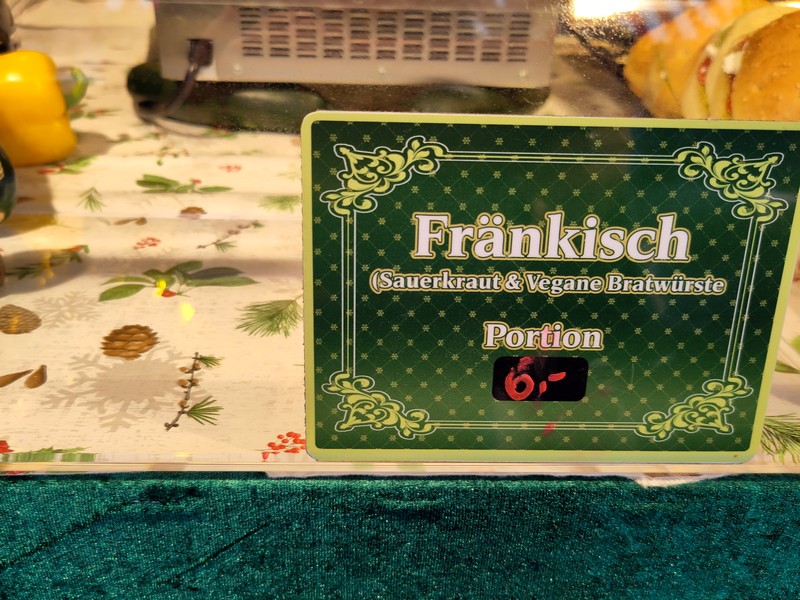 Fränkisch
(Sauerkraut & Vegane Bratwürste
Portion
6,-